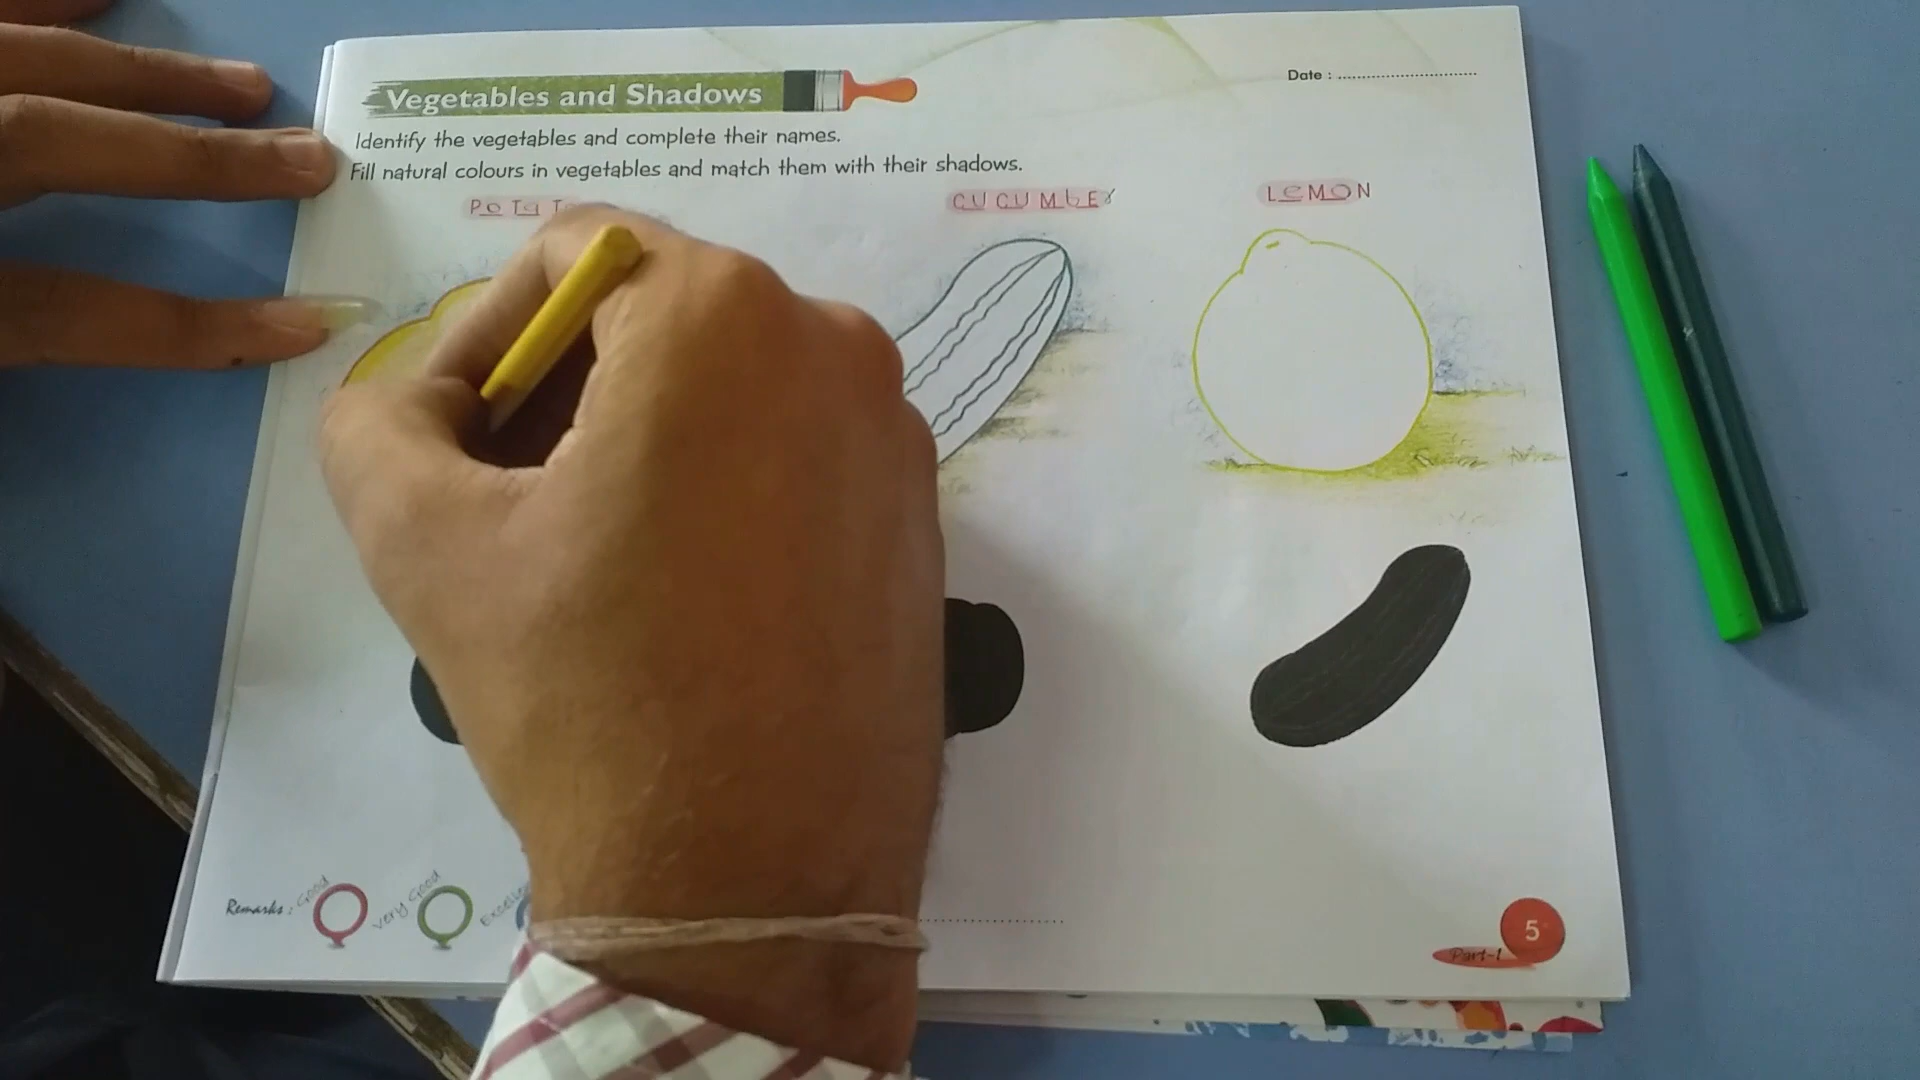 Vegetables and Shadows
Date : ..............................
Identify the vegetables and complete their names.
Fill natural colours in vegetables and match them with their shadows.
CUCUMbEr
LeMON
Remarks : Good Very Good
Part-1
5